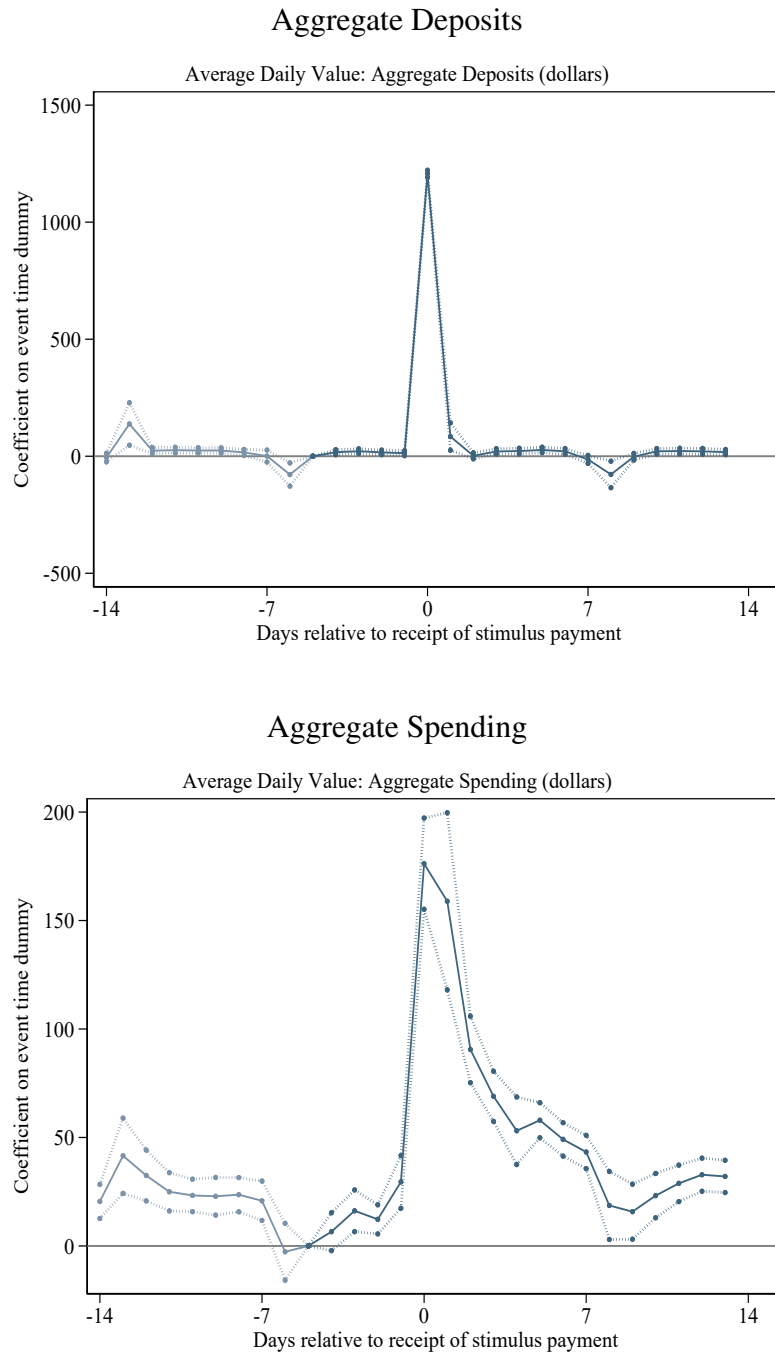 Aggregate Deposits
Average Daily Value: Aggregate Deposits (dollars)
Coefficient on event time dummy
1500
1000
500
0
-500
-14 -7 0 7 14
Days relative to receipt of stimulus payment
Aggregate Spending
Average Daily Value: Aggregate Spending (dollars)
Coefficient on event time dummy
200
150
100
50
0
-14 -7 0 7 14
Days relative to receipt of stimulus payment